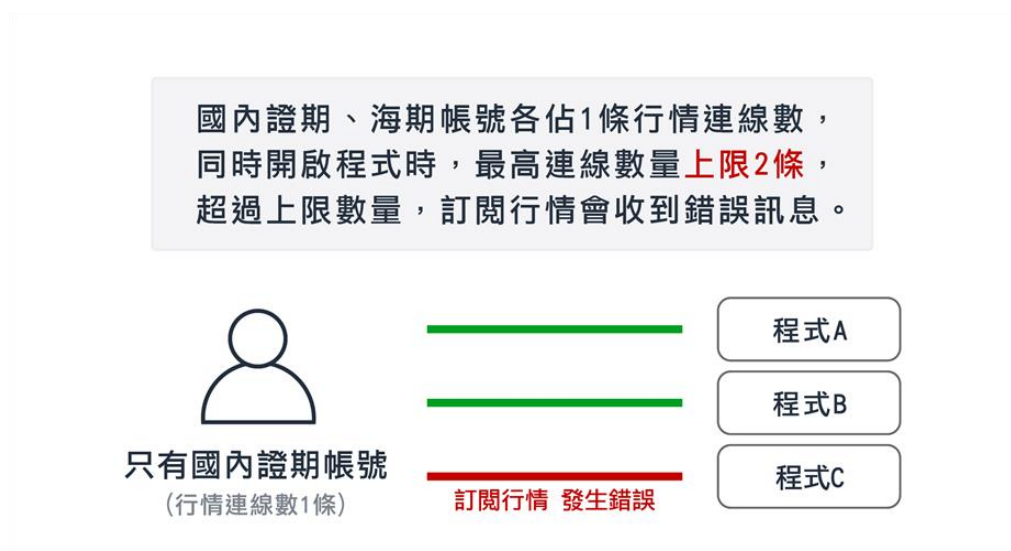 國內證期、海期帳號各佔1條行情連線數，
同時開啟程式時，最高連線數量上限2條，
超過上限數量，訂閱行情會收到錯誤訊息。
程式A
程式B
只有國內證期帳號
(行情連線數1條)
訂閱行情 發生錯誤
程式C